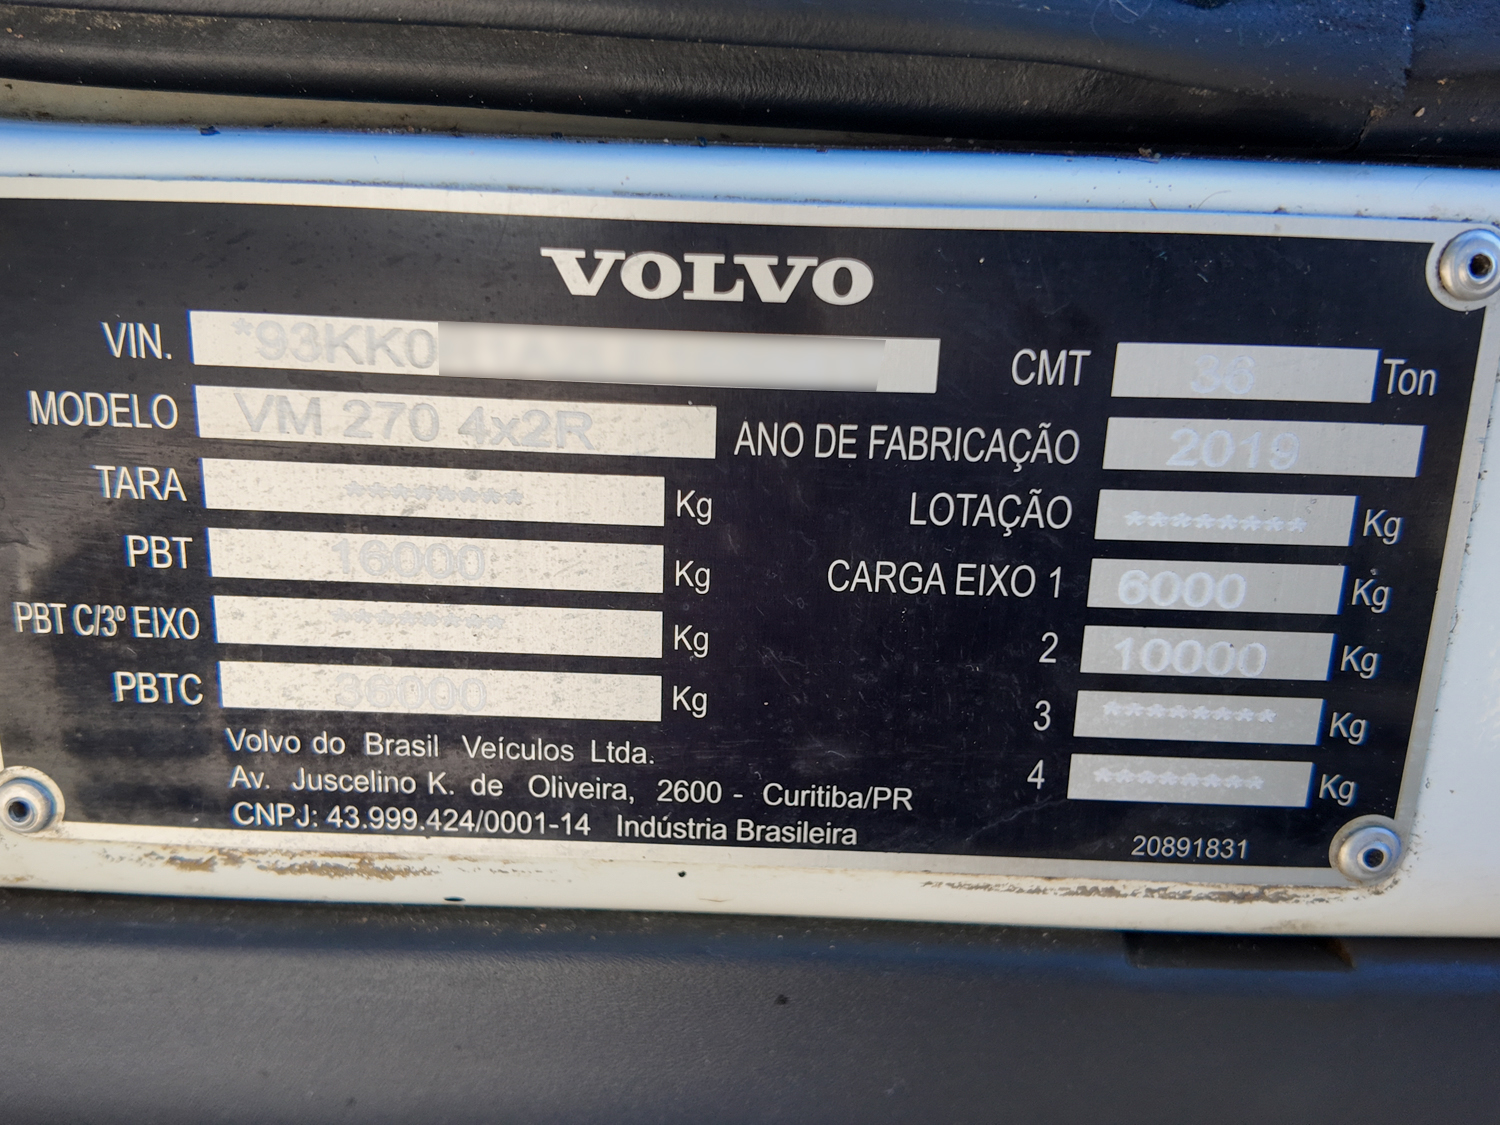 VOLVO
VIN. *93KK0
MODELO VM 270 4x2R
TARA ******** Kg
PBT 16000 Kg
PBT C/3º EIXO ******** Kg
PBTC 36000 Kg
CMT 36 Ton
ANO DE FABRICAÇÃO 2019
LOTAÇÃO ******** Kg
CARGA EIXO 1 6000 Kg
2 10000 Kg
3 ******** Kg
4 ******** Kg
Volvo do Brasil Veículos Ltda.
Av. Juscelino K. de Oliveira, 2600 - Curitiba/PR
CNPJ: 43.999.424/0001-14 Indústria Brasileira
20891831